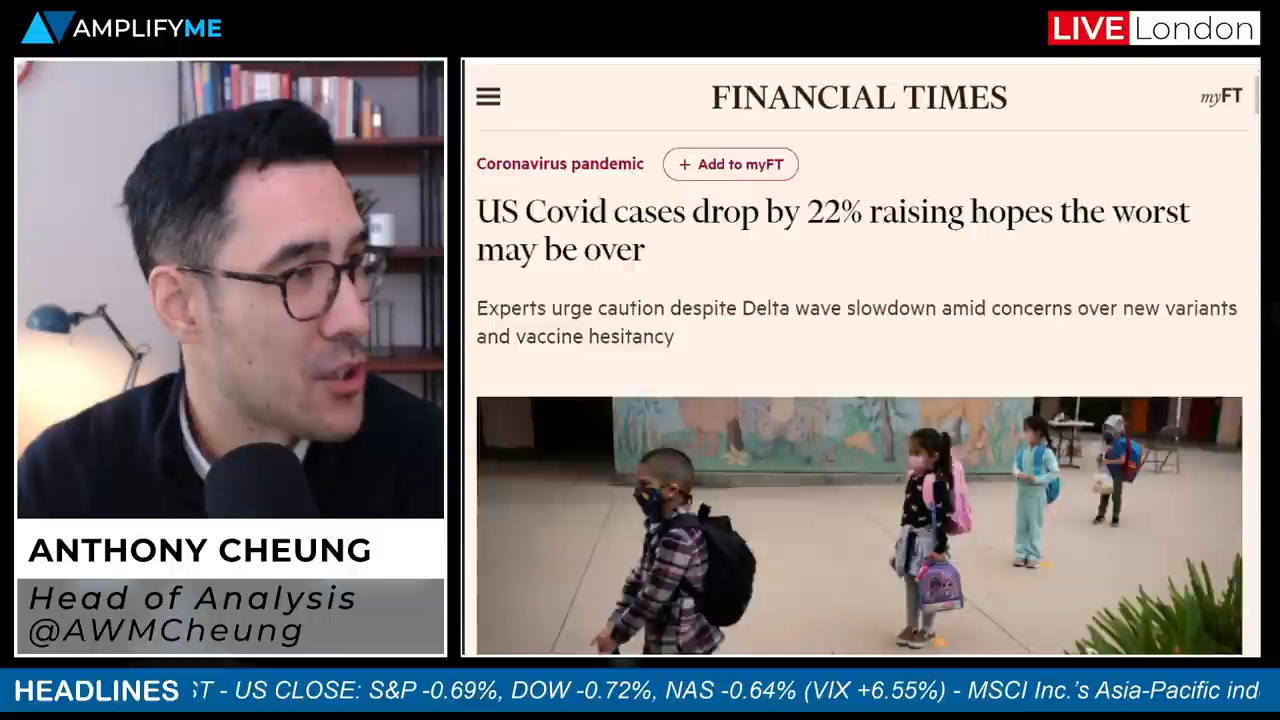 AMPLIFYME
LIVE London
FINANCIAL TIMES
myFT
Coronavirus pandemic
+ Add to myFT
US Covid cases drop by 22% raising hopes the worst
may be over
Experts urge caution despite Delta wave slowdown amid concerns over new variants
and vaccine hesitancy
ANTHONY CHEUNG
Head of Analysis
@AWMCheung
HEADLINES
- US CLOSE: S&P -0.69%, DOW -0.72%, NAS -0.64% (VIX +6.55%) - MSCI Inc.'s Asia-Pacific